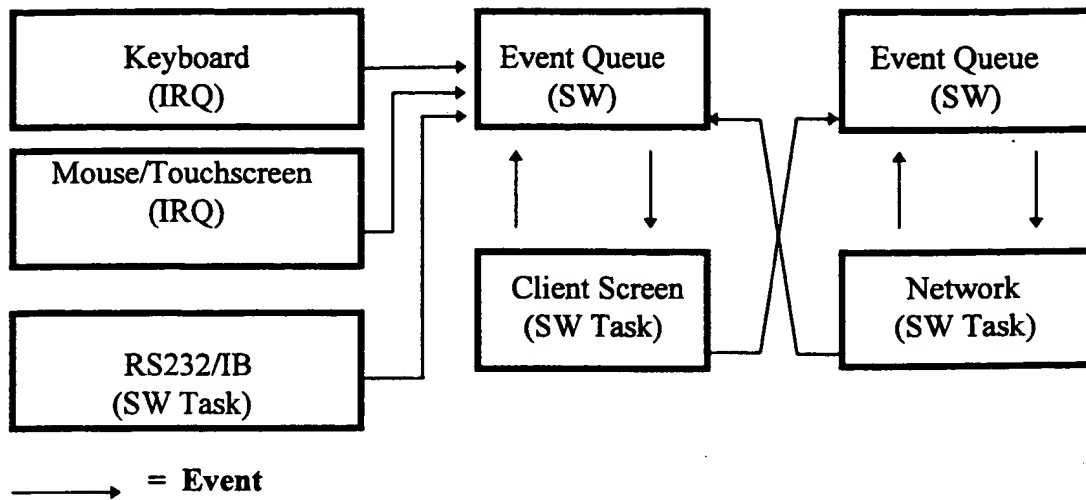 Keyboard
(IRQ)
Mouse/Touchscreen
(IRQ)
RS232/IB
(SW Task)
Event Queue
(SW)
Client Screen
(SW Task)
Event Queue
(SW)
Network
(SW Task)
= Event